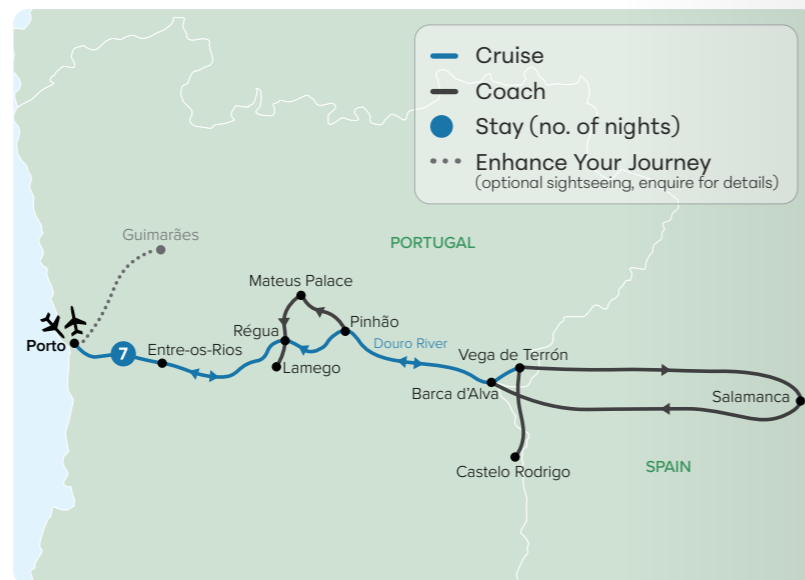 Cruise
Coach
Stay (no. of nights)
Enhance Your Journey
(optional sightseeing, enquire for details)
Guimarães
PORTUGAL
Mateus Palace
Régua
Pinhão
Porto
7
Entre-os-Rios
Douro River
Vega de Terrón
Lamego
Barca d’Alva
Salamanca
Castelo Rodrigo
SPAIN